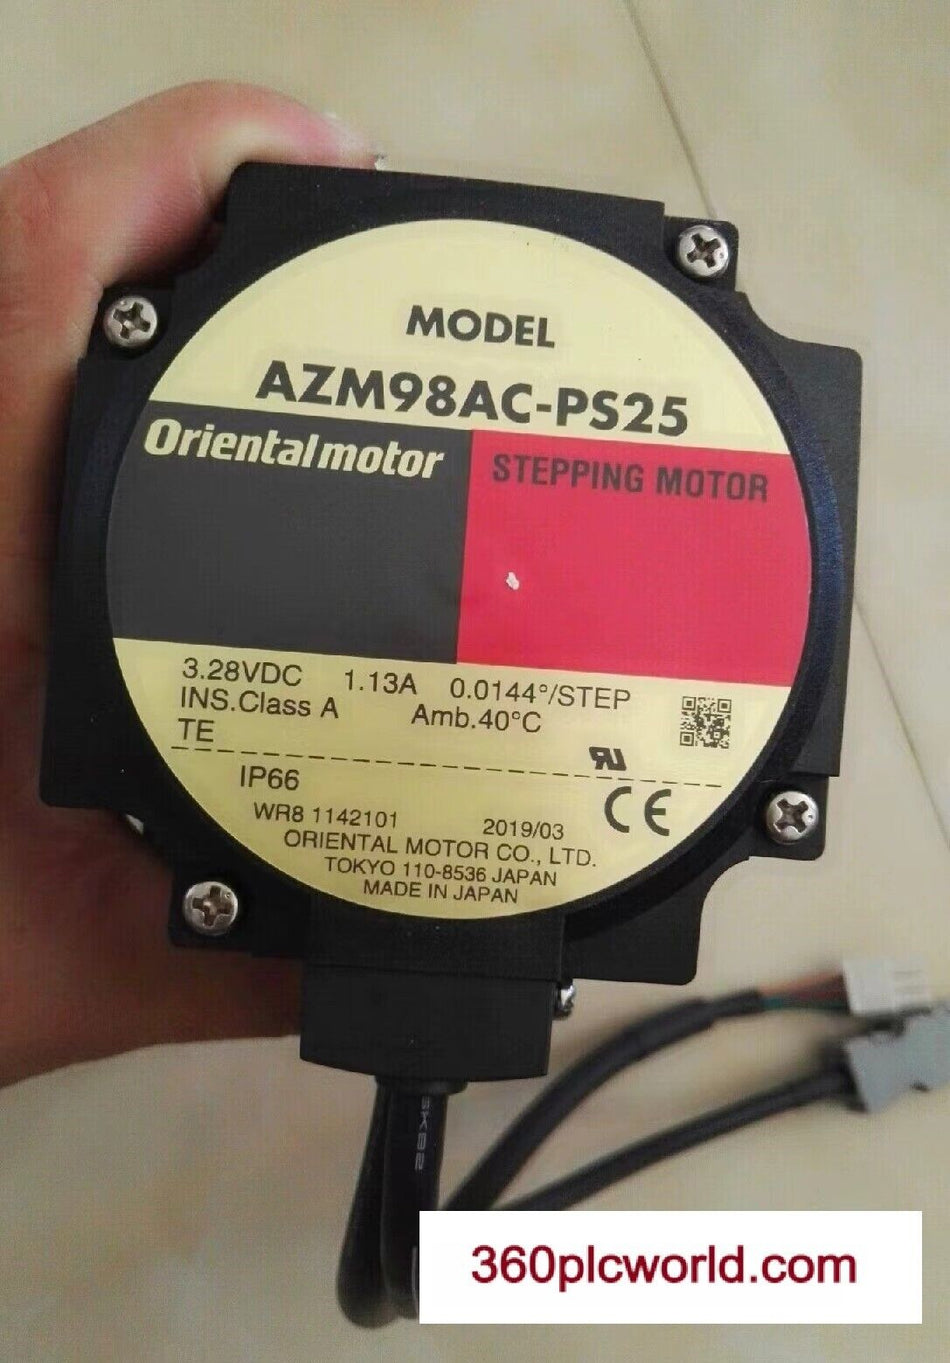 MODEL
AZM98AC-PS25
Orientalmotor
STEPPING MOTOR
3.28VDC 1.13A 0.0144°/STEP
INS.Class A Amb.40°C
TE
IP66
WR8 1142101 2019/03
ORIENTAL MOTOR CO., LTD.
TOKYO 110-8536 JAPAN
MADE IN JAPAN
CE
360plcworld.com